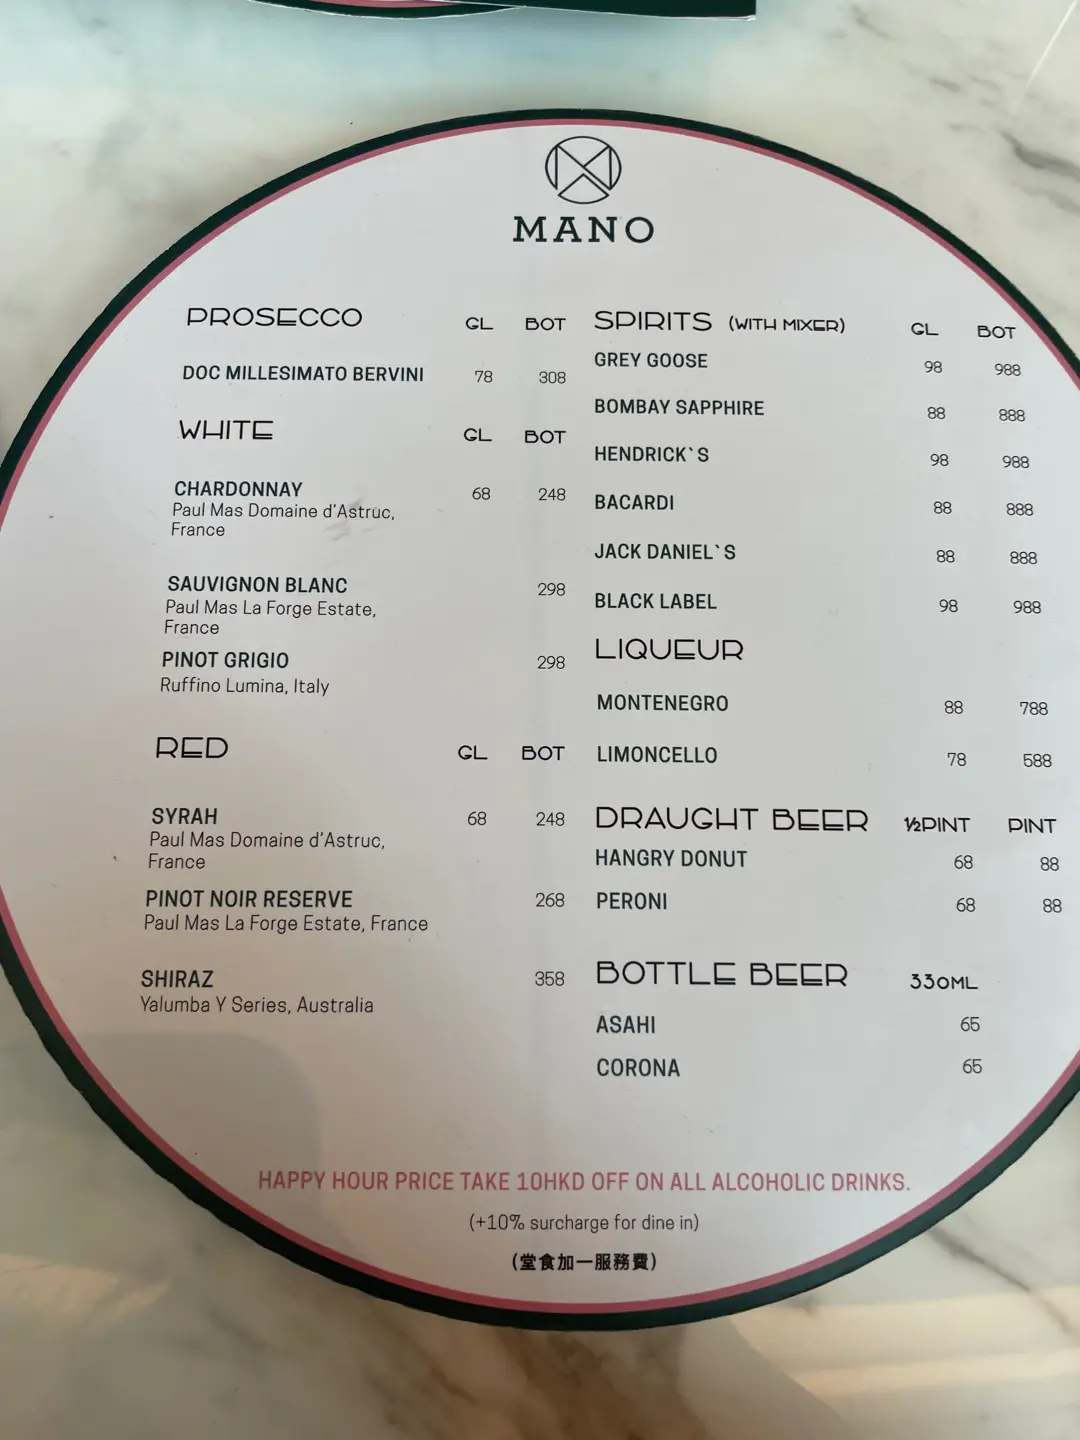 MANO
PROSECCO GL BOT
DOC MILLESIMATO BERVINI 78 308
WHITE GL BOT
CHARDONNAY 68 248
Paul Mas Domaine d'Astruc,
France
SAUVIGNON BLANC 298
Paul Mas La Forge Estate,
France
PINOT GRIGIO 298
Ruffino Lumina, Italy
RED GL BOT
SYRAH 68 248
Paul Mas Domaine d'Astruc,
France
PINOT NOIR RESERVE 268
Paul Mas La Forge Estate, France
SHIRAZ 358
Yalumba Y Series, Australia
SPIRITS (WITH MIXER) GL BOT
GREY GOOSE 98 988
BOMBAY SAPPHIRE 88 888
HENDRICK`S 98 988
BACARDI 88 888
JACK DANIEL`S 88 888
BLACK LABEL 98 988
LIQUEUR
MONTENEGRO 88 788
LIMONCELLO 78 588
DRAUGHT BEER ½PINT PINT
HANGRY DONUT 68 88
PERONI 68 88
BOTTLE BEER 330ML
ASAHI 65
CORONA 65
HAPPY HOUR PRICE TAKE 10HKD OFF ON ALL ALCOHOLIC DRINKS.
(+10% surcharge for dine in)
(堂食加一服務費)